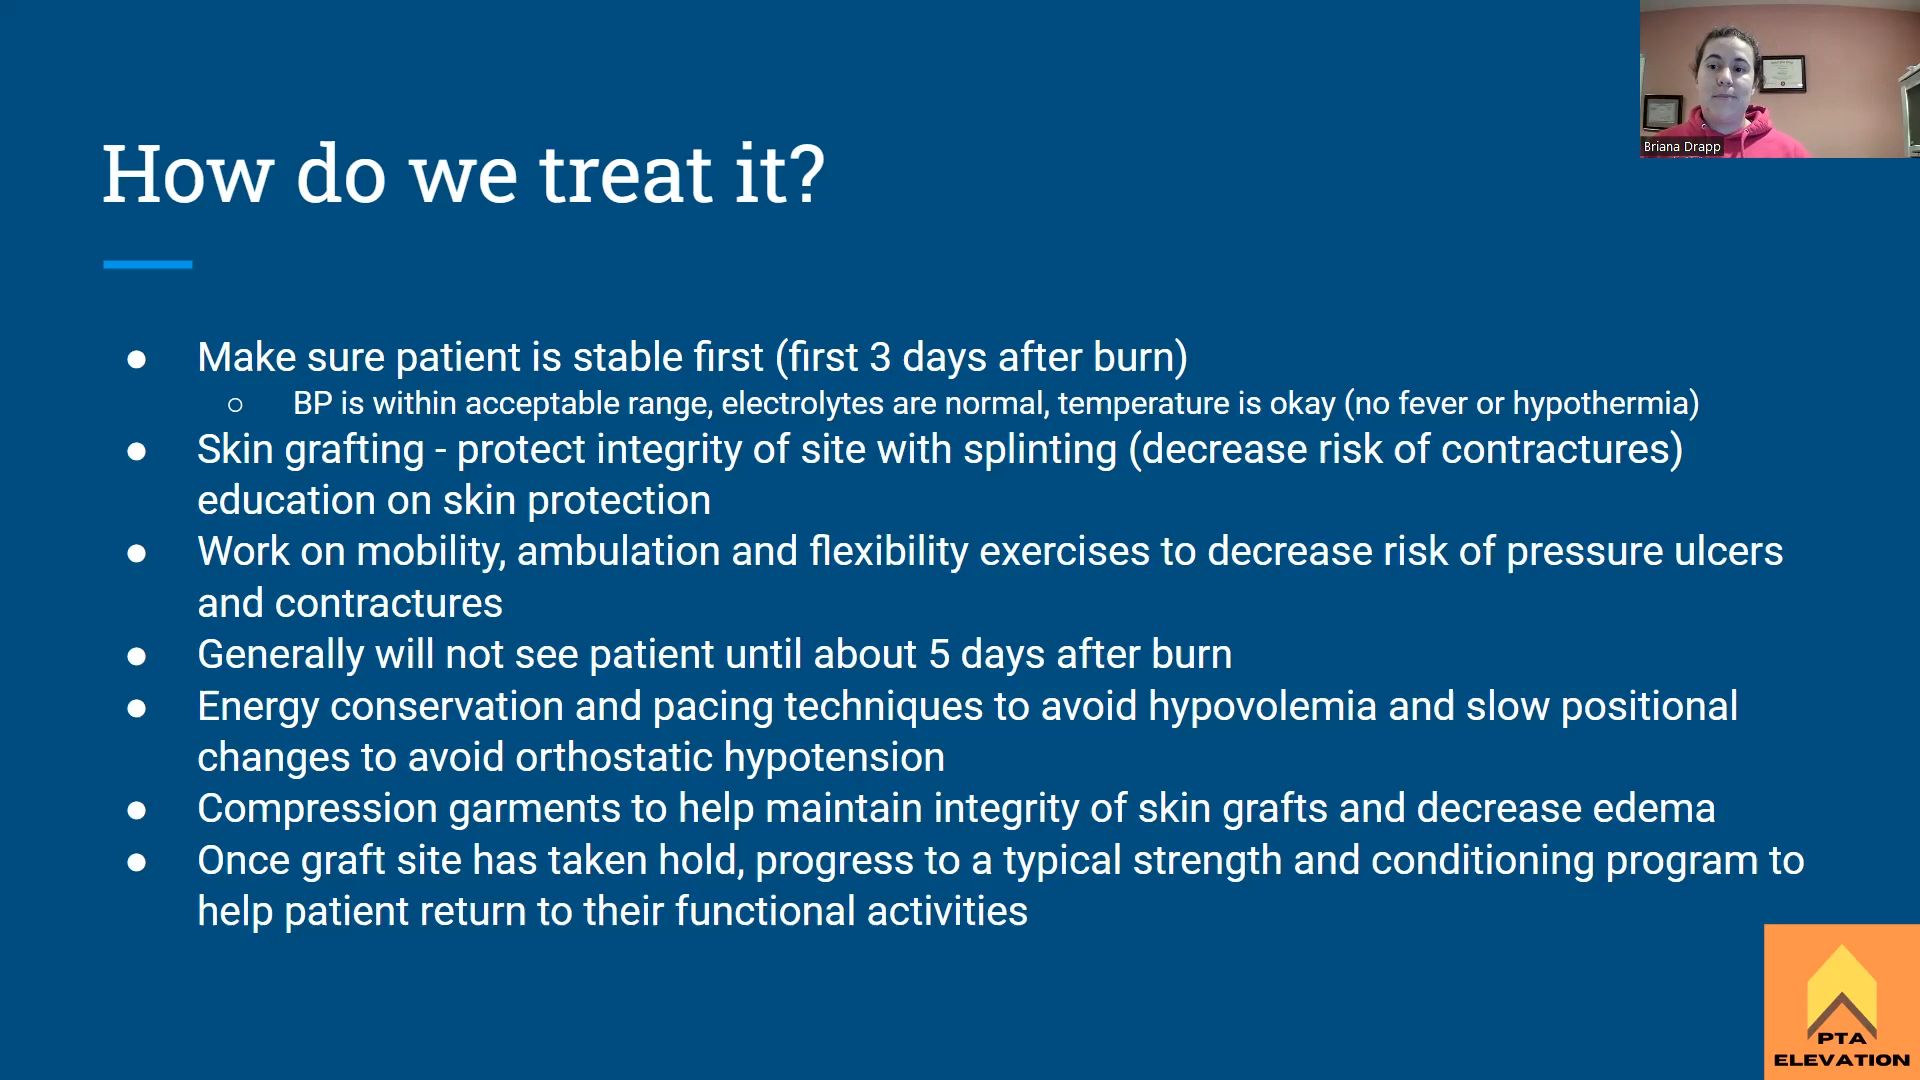 Briana Drapp
How do we treat it?
● Make sure patient is stable first (first 3 days after burn)
○ BP is within acceptable range, electrolytes are normal, temperature is okay (no fever or hypothermia)
● Skin grafting - protect integrity of site with splinting (decrease risk of contractures)
education on skin protection
● Work on mobility, ambulation and flexibility exercises to decrease risk of pressure ulcers
and contractures
● Generally will not see patient until about 5 days after burn
● Energy conservation and pacing techniques to avoid hypovolemia and slow positional
changes to avoid orthostatic hypotension
● Compression garments to help maintain integrity of skin grafts and decrease edema
● Once graft site has taken hold, progress to a typical strength and conditioning program to
help patient return to their functional activities
PTA
ELEVATION